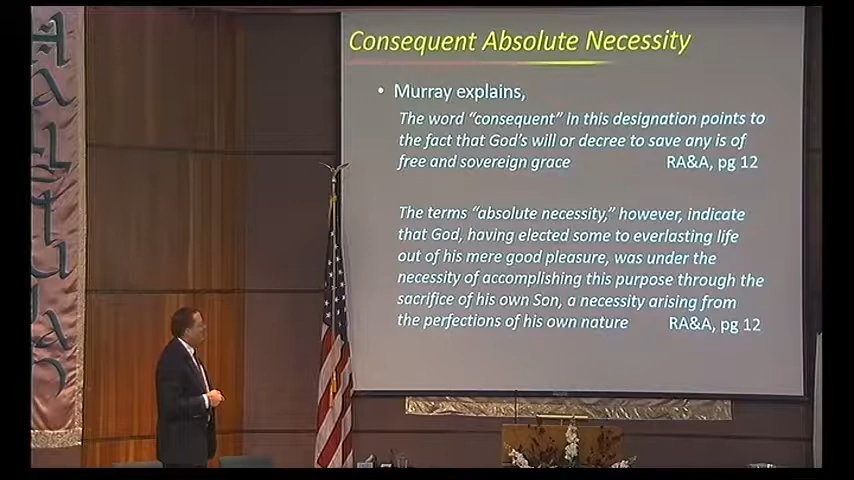 Consequent Absolute Necessity
• Murray explains,
The word “consequent” in this designation points to
the fact that God’s will or decree to save any is of
free and sovereign grace RA&A, pg 12
The terms “absolute necessity,” however, indicate
that God, having elected some to everlasting life
out of his mere good pleasure, was under the
necessity of accomplishing this purpose through the
sacrifice of his own Son, a necessity arising from
the perfections of his own nature RA&A, pg 12